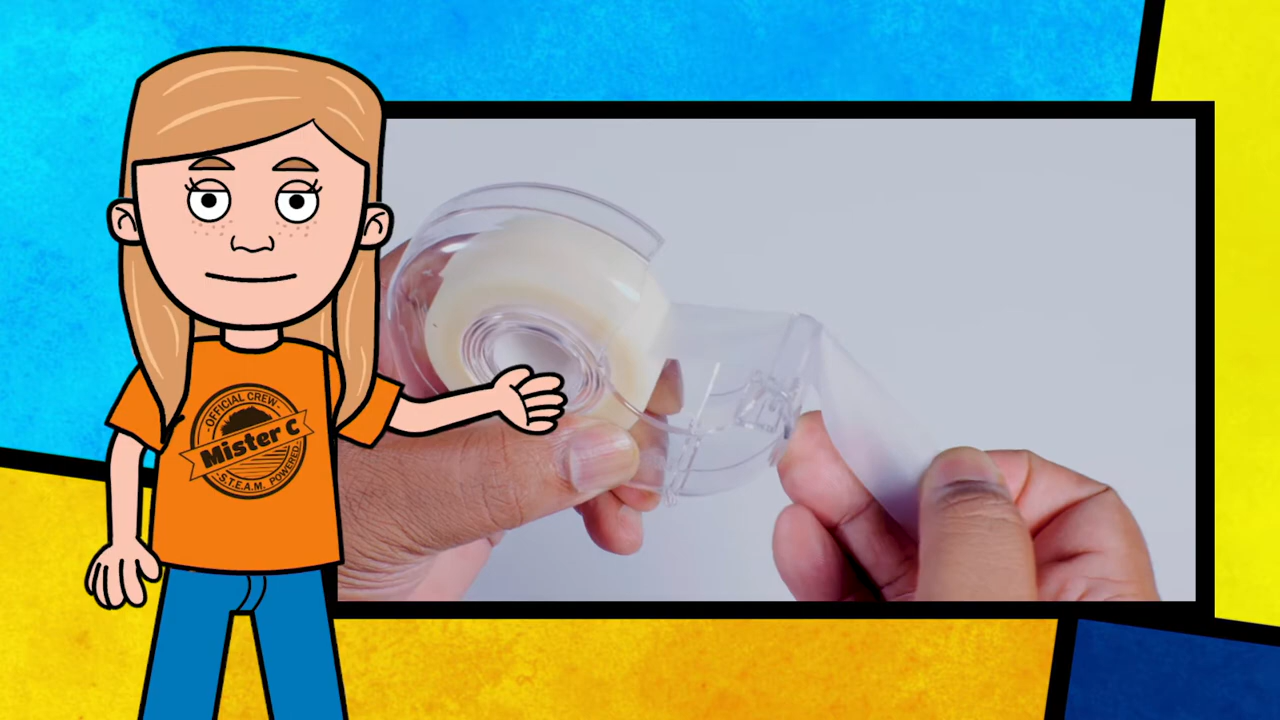 · OFFICIAL CREW ·
Mister C
· S.T.E.A.M. POWERED ·